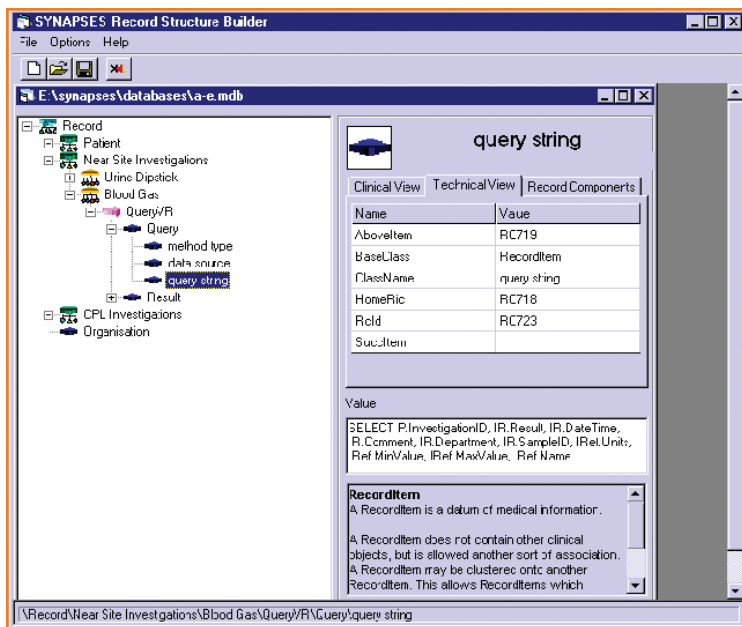 SYNAPSES Record Structure Builder
File Options Help
E:\synapses\databases\a-e.mdb
Record
Patient
Near Site Investigations
Urine Dipstick
Blood Gas
QueryVR
Query
method type
data source
query string
Result
CPL Investigations
Organisation
query string
Clinical View Technical View Record Components
Name Value
AboveItem RC719
BaseClass RecordItem
ClassName query string
HomeRic RC718
RcId RC723
SuccItem
Value
SELECT P.InvestigationID, IR.Result, IR.DateTime,
IR.Comment, IR.Department, IR.SampleID, IRef.Units,
IRef.MinValue, IRef.MaxValue, IRef.Name
RecordItem
A RecordItem is a datum of medical information.
A RecordItem does not contain other clinical
objects, but is allowed another sort of association.
A RecordItem may be clustered onto another
RecordItem. This allows RecordItems which
\Record\Near Site Investigations\Blood Gas\QueryVR\Query\query string